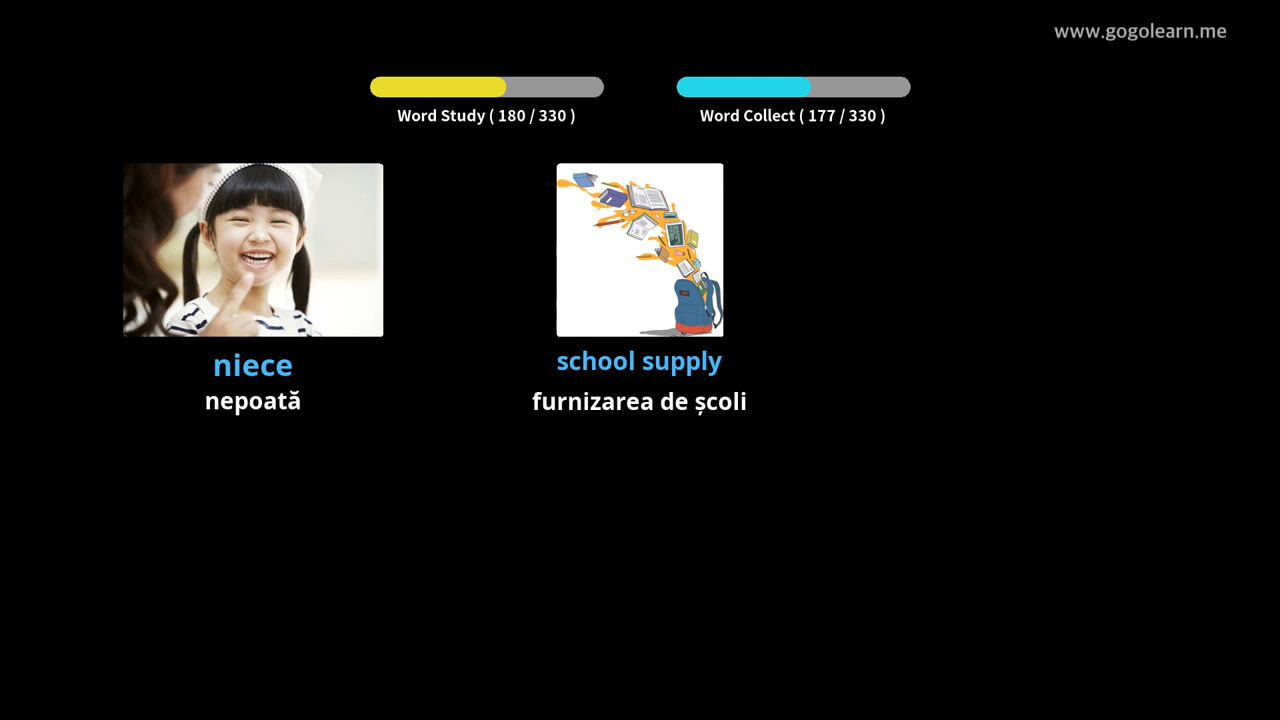 www.gogolearn.me
Word Study ( 180 / 330 )
Word Collect ( 177 / 330 )
niece
nepoată
school supply
furnizarea de școli